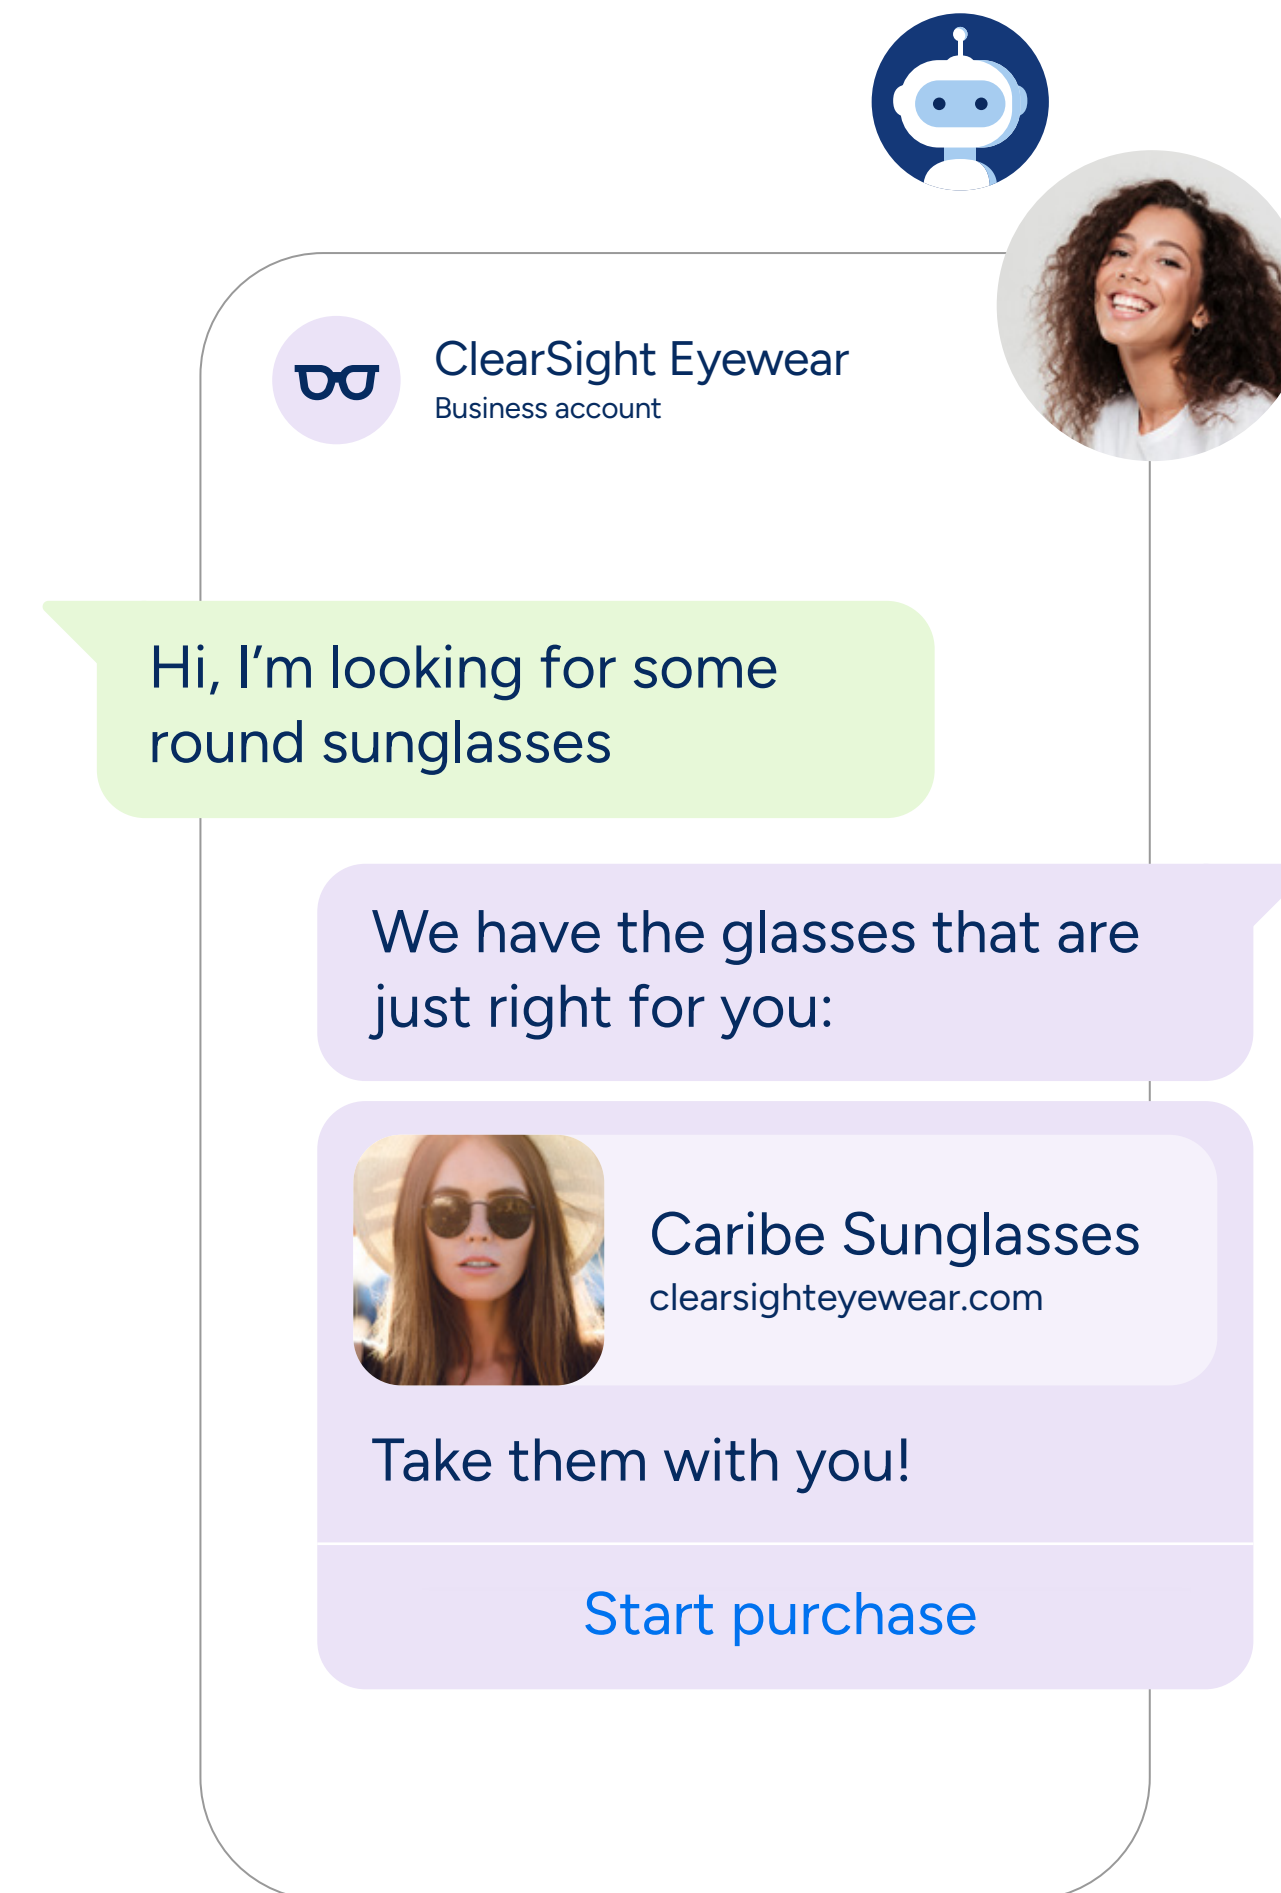 ClearSight Eyewear
Business account
Hi, I’m looking for some
round sunglasses
We have the glasses that are
just right for you:
Caribe Sunglasses
clearsighteyewear.com
Take them with you!
Start purchase